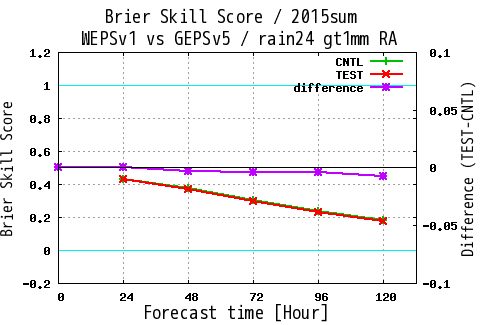 Brier Skill Score / 2015sum
WEPSv1 vs GEPSv5 / rain24 gt1mm RA
CNTL
TEST
difference
Brier Skill Score
1.2
1
0.8
0.6
0.4
0.2
0
-0.2
0.1
0.05
0
-0.05
-0.1
Difference (TEST-CNTL)
0 24 48 72 96 120
Forecast time [Hour]